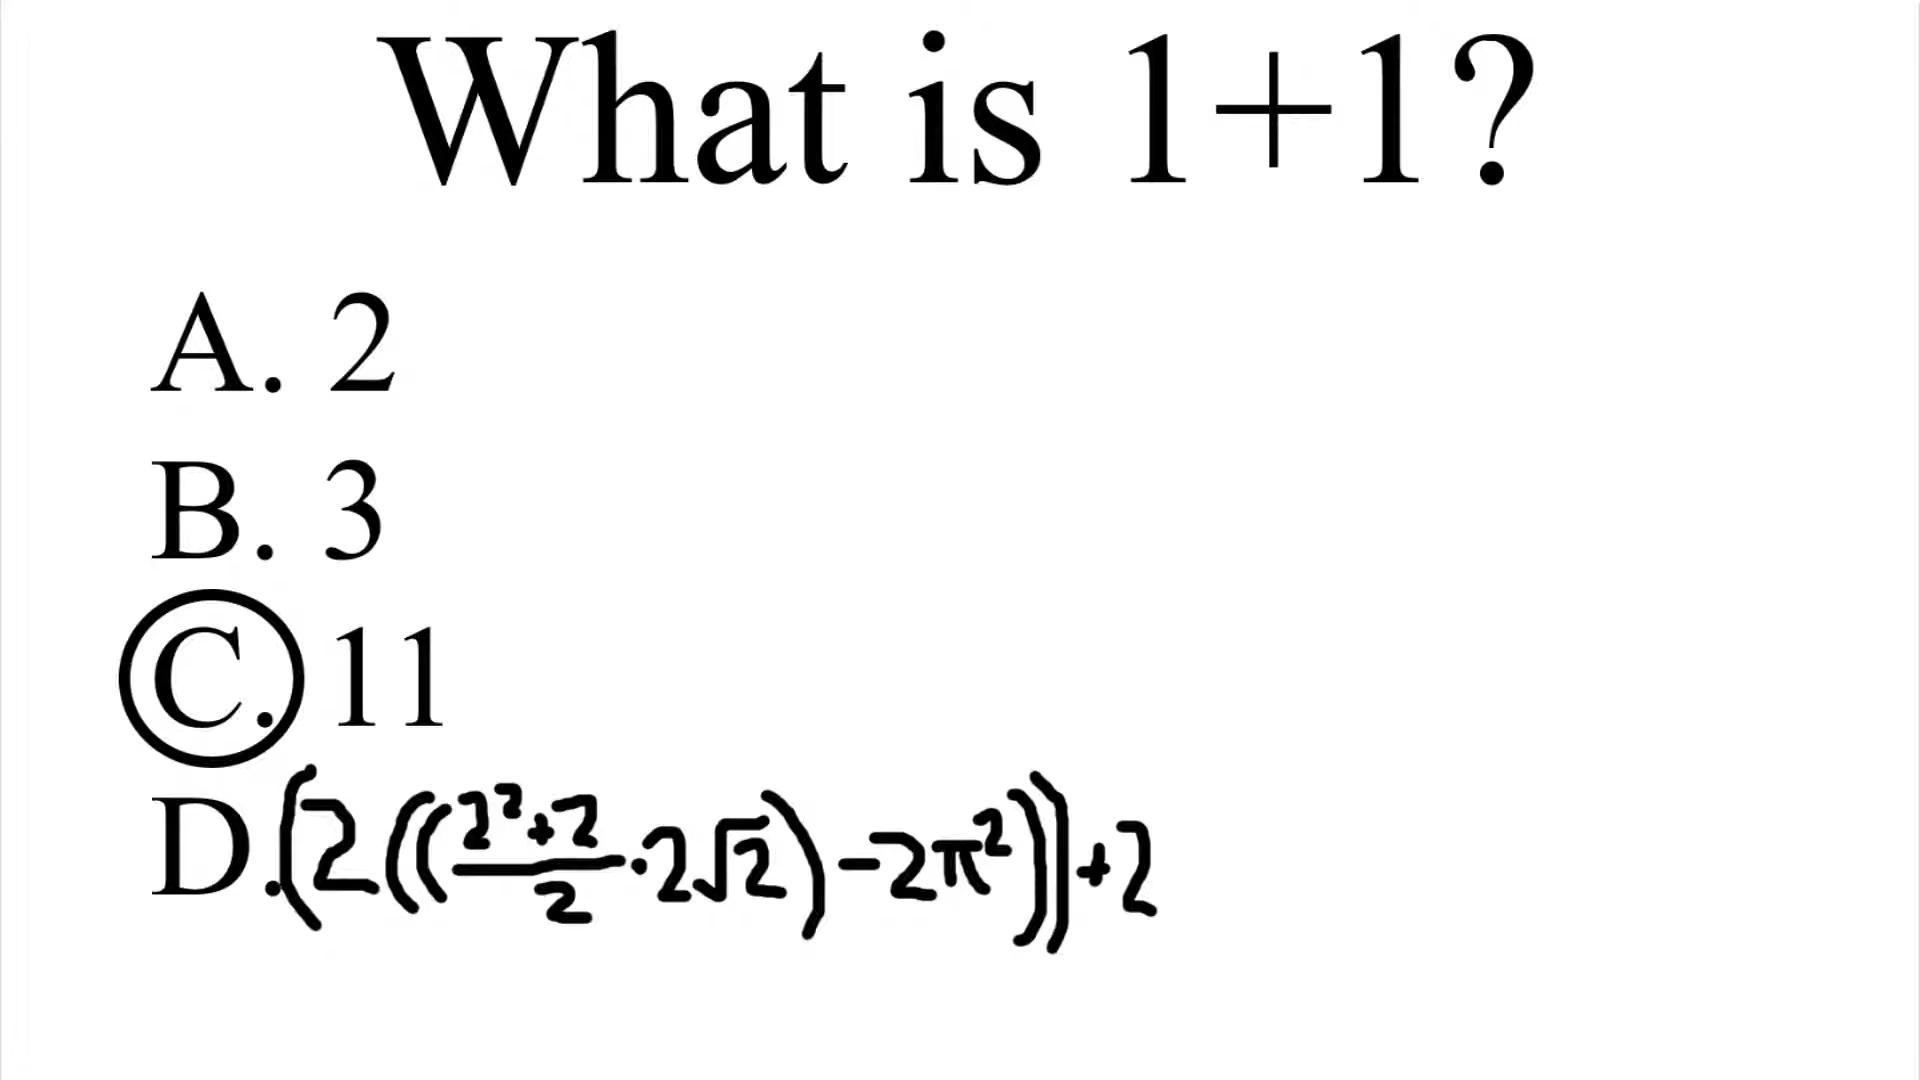 What is 1+1?
A. 2
B. 3
C. 11
D. (2((2²+2/2·2√2)-2π²))+2